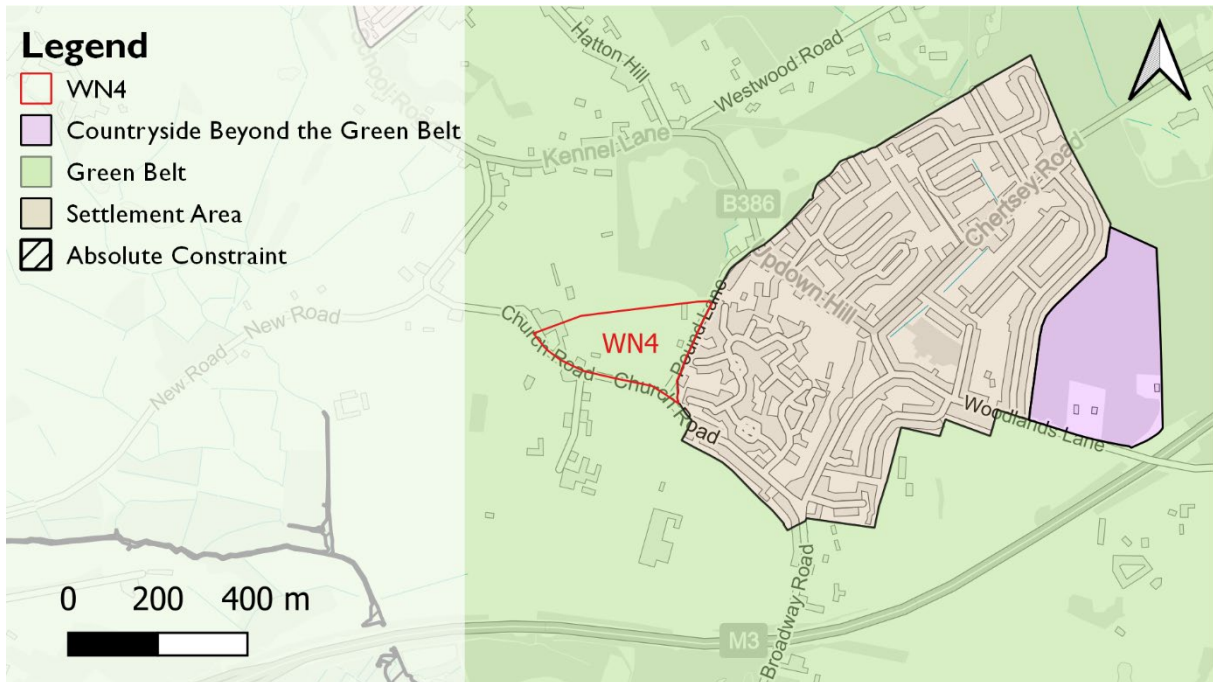 Legend
WN4
Countryside Beyond the Green Belt
Green Belt
Settlement Area
Absolute Constraint
0 200 400 m
School Road
Hatton Hill
Westwood Road
Kennel Lane
B386
Chertsey Road
Updown Hill
Pound Lane
New Road
New Road
Church Road
WN4
Church Road
Woodlands Lane
Broadway Road
M3